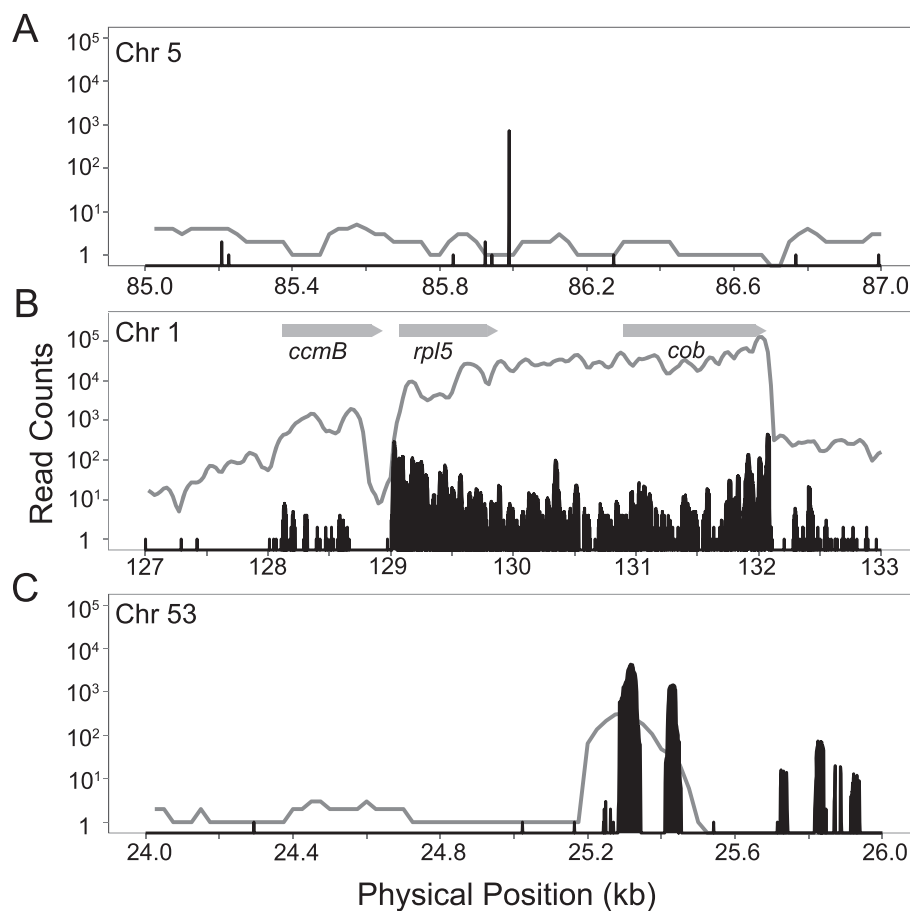 A
Chr 5
10⁵
10⁴
10³
10²
10¹
1
85.0 85.4 85.8 86.2 86.6 87.0
B
Chr 1
ccmB rpl5 cob
10⁵
10⁴
10³
10²
10¹
1
127 128 129 130 131 132 133
Read Counts
C
Chr 53
10⁵
10⁴
10³
10²
10¹
1
24.0 24.4 24.8 25.2 25.6 26.0
Physical Position (kb)